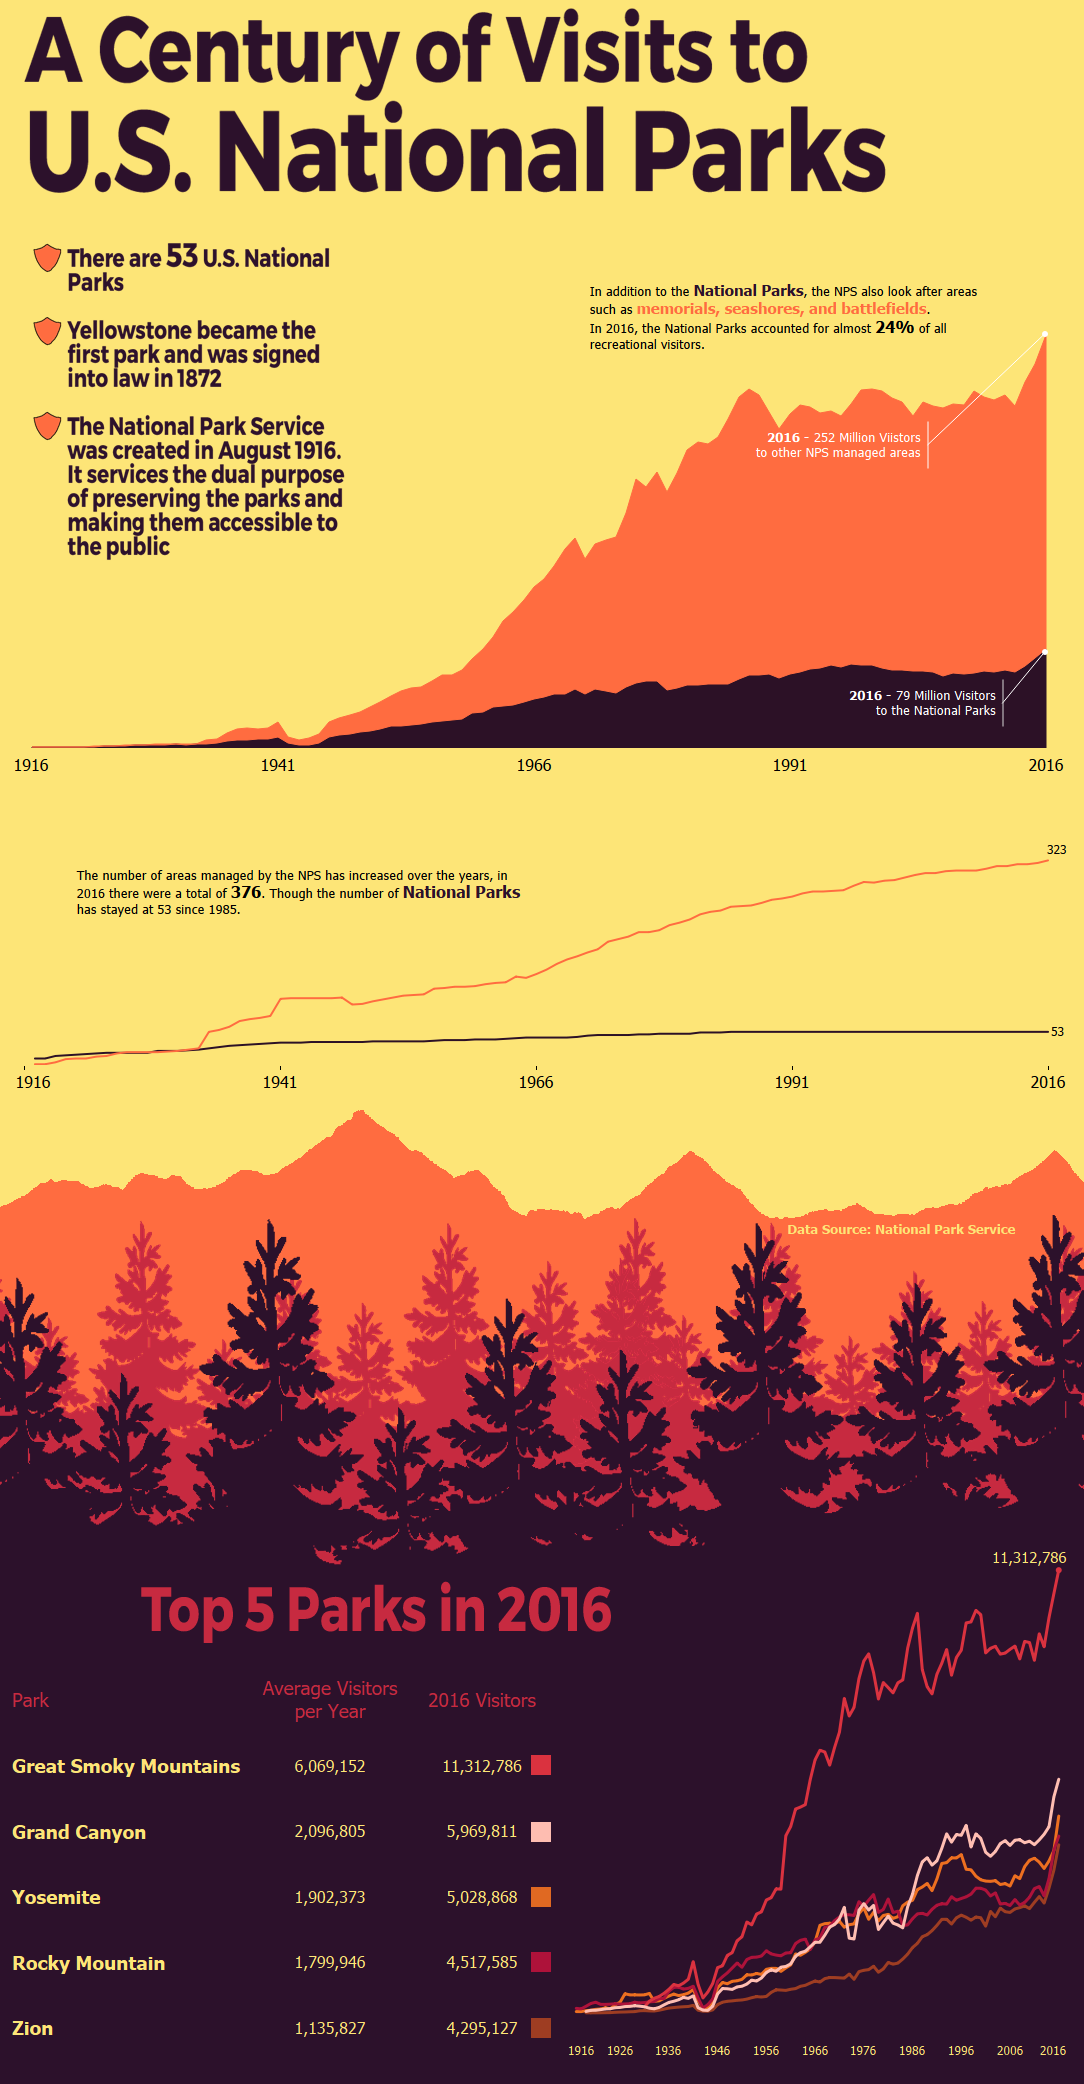 A Century of Visits to
U.S. National Parks
There are 53 U.S. National
Parks
Yellowstone became the
first park and was signed
into law in 1872
The National Park Service
was created in August 1916.
It services the dual purpose
of preserving the parks and
making them accessible to
the public
In addition to the National Parks, the NPS also look after areas
such as memorials, seashores, and battlefields.
In 2016, the National Parks accounted for almost 24% of all
recreational visitors.
2016 - 252 Million Viistors
to other NPS managed areas
2016 - 79 Million Visitors
to the National Parks
1916 1941 1966 1991 2016
323
The number of areas managed by the NPS has increased over the years, in
2016 there were a total of 376. Though the number of National Parks
has stayed at 53 since 1985.
53
1916 1941 1966 1991 2016
Data Source: National Park Service
11,312,786
Top 5 Parks in 2016
Park Average Visitors per Year 2016 Visitors
Great Smoky Mountains 6,069,152 11,312,786
Grand Canyon 2,096,805 5,969,811
Yosemite 1,902,373 5,028,868
Rocky Mountain 1,799,946 4,517,585
Zion 1,135,827 4,295,127
1916 1926 1936 1946 1956 1966 1976 1986 1996 2006 2016